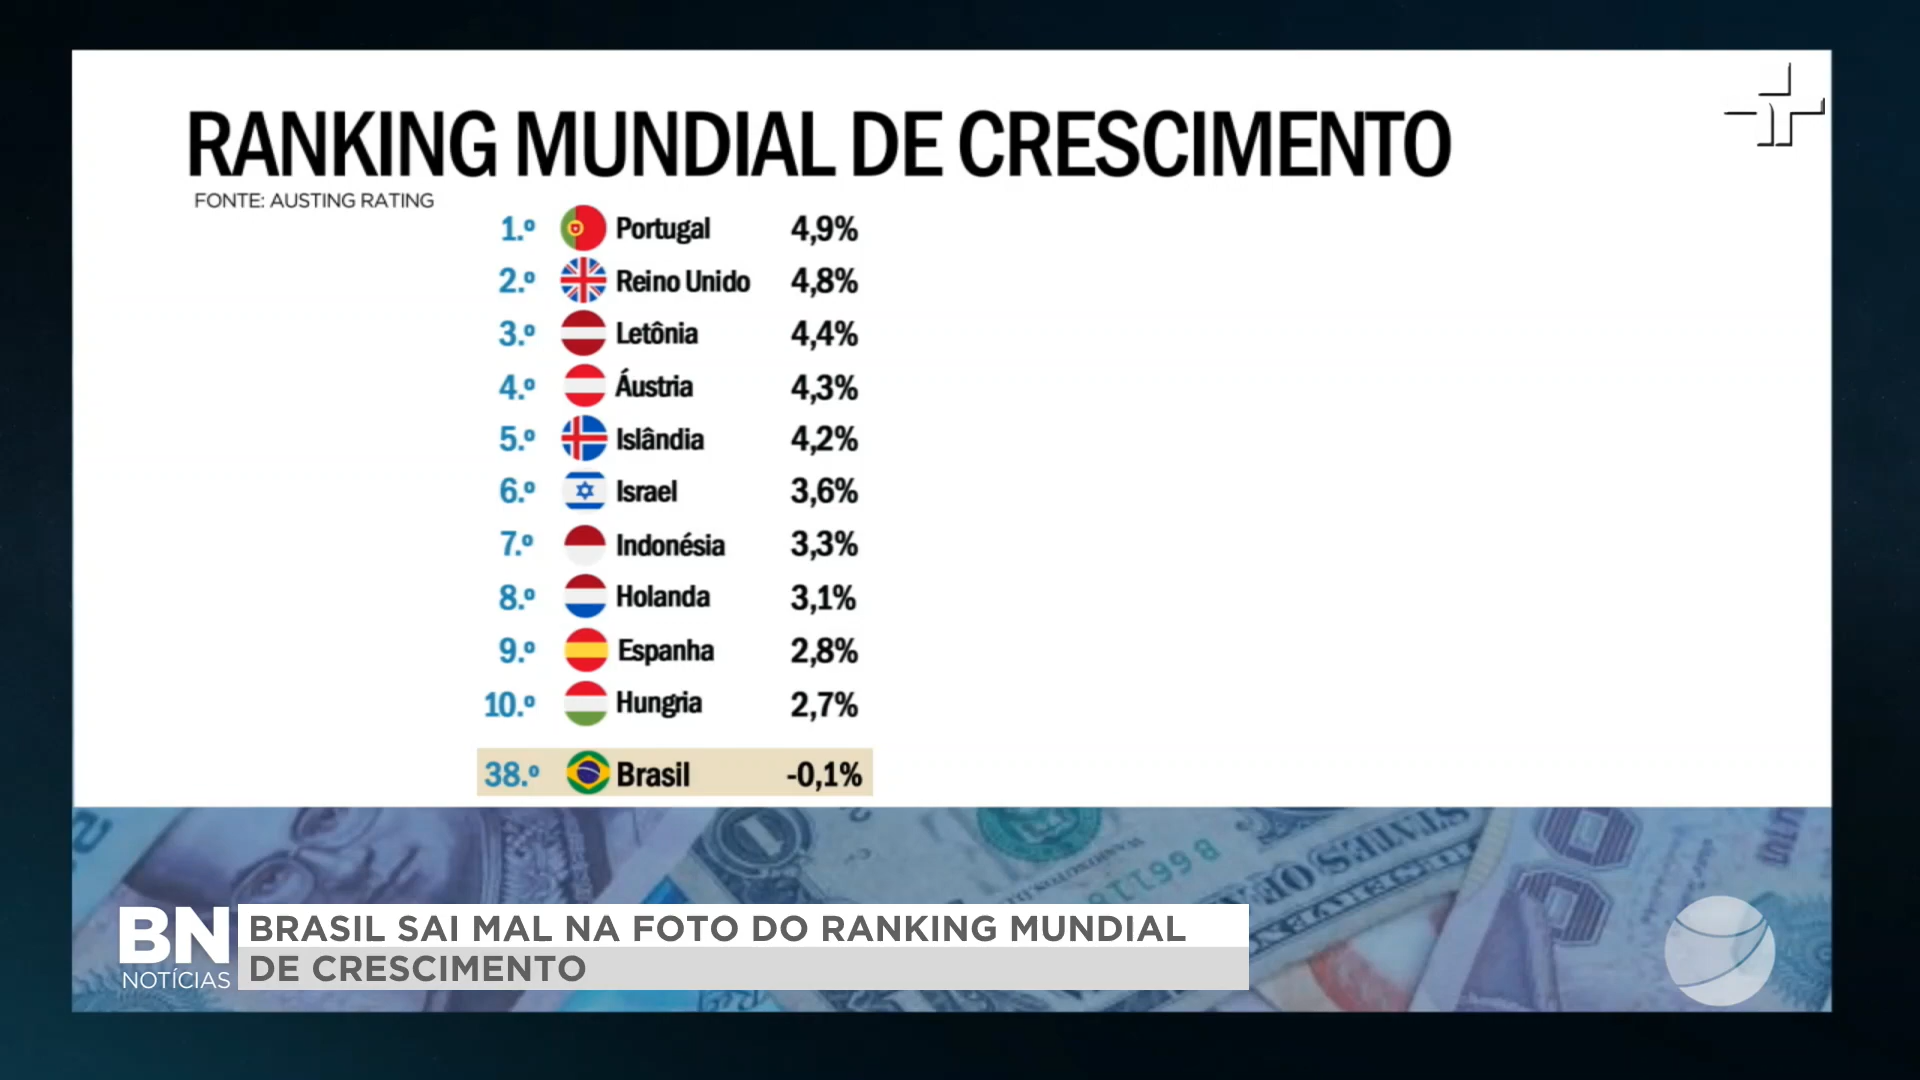 RANKING MUNDIAL DE CRESCIMENTO
FONTE: AUSTING RATING
1.º Portugal 4,9%
2.º Reino Unido 4,8%
3.º Letônia 4,4%
4.º Áustria 4,3%
5.º Islândia 4,2%
6.º Israel 3,6%
7.º Indonésia 3,3%
8.º Holanda 3,1%
9.º Espanha 2,8%
10.º Hungria 2,7%
38.º Brasil -0,1%
BN
NOTÍCIAS
BRASIL SAI MAL NA FOTO DO RANKING MUNDIAL
DE CRESCIMENTO